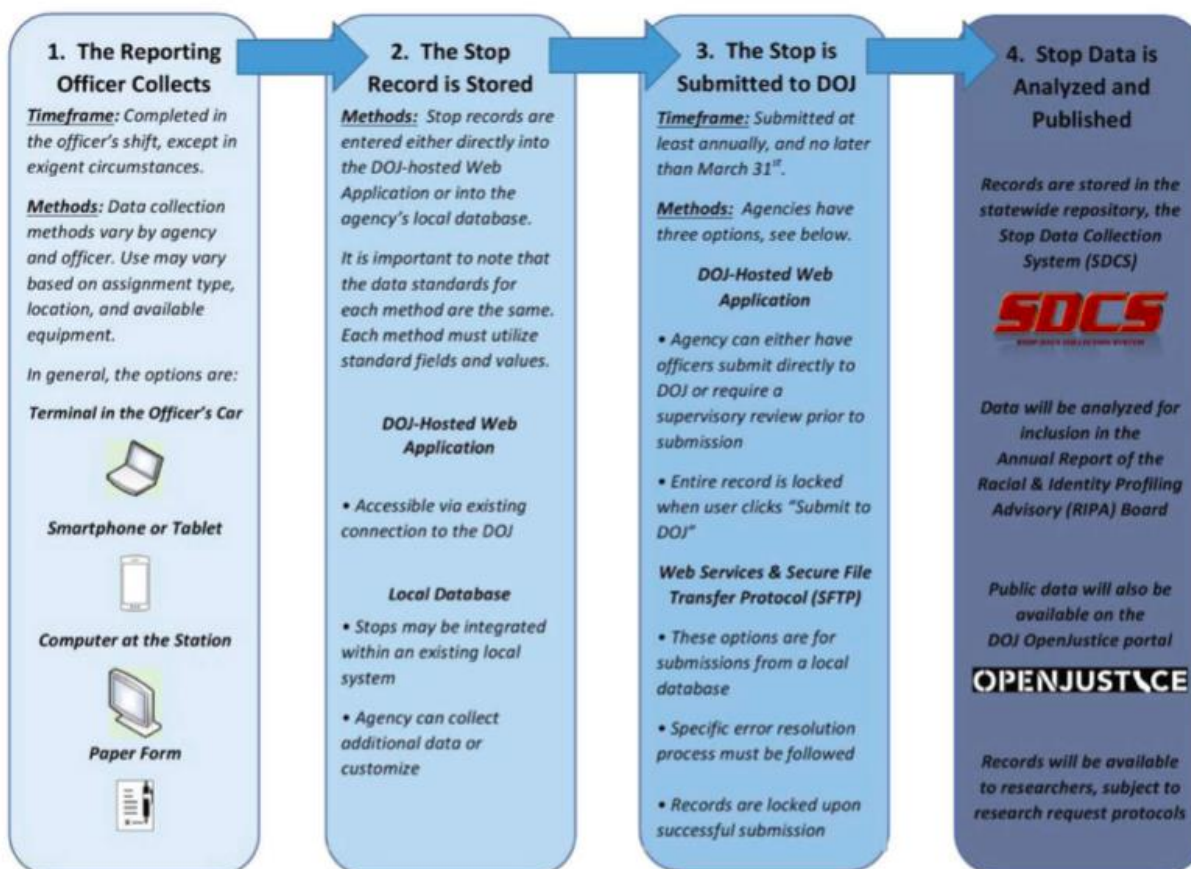 1. The Reporting
Officer Collects
Timeframe: Completed in
the officer's shift, except in
exigent circumstances.
Methods: Data collection
methods vary by agency
and officer. Use may vary
based on assignment type,
location, and available
equipment.
In general, the options are:
Terminal in the Officer's Car
Smartphone or Tablet
Computer at the Station
Paper Form
2. The Stop
Record is Stored
Methods: Stop records are
entered either directly into
the DOJ-hosted Web
Application or into the
agency's local database.
It is important to note that
the data standards for
each method are the same.
Each method must utilize
standard fields and values.
DOJ-Hosted Web
Application
• Accessible via existing
connection to the DOJ
Local Database
• Stops may be integrated
within an existing local
system
• Agency can collect
additional data or
customize
3. The Stop is
Submitted to DOJ
Timeframe: Submitted at
least annually, and no later
than March 31st.
Methods: Agencies have
three options, see below.
DOJ-Hosted Web
Application
• Agency can either have
officers submit directly to
DOJ or require a
supervisory review prior to
submission
• Entire record is locked
when user clicks "Submit to
DOJ"
Web Services & Secure File
Transfer Protocol (SFTP)
• These options are for
submissions from a local
database
• Specific error resolution
process must be followed
• Records are locked upon
successful submission
4. Stop Data is
Analyzed and
Published
Records are stored in the
statewide repository, the
Stop Data Collection
System (SDCS)
SDCS
STOP DATA COLLECTION SYSTEM
Data will be analyzed for
inclusion in the
Annual Report of the
Racial & Identity Profiling
Advisory (RIPA) Board
Public data will also be
available on the
DOJ OpenJustice portal
OPENJUSTICE
Records will be available
to researchers, subject to
research request protocols